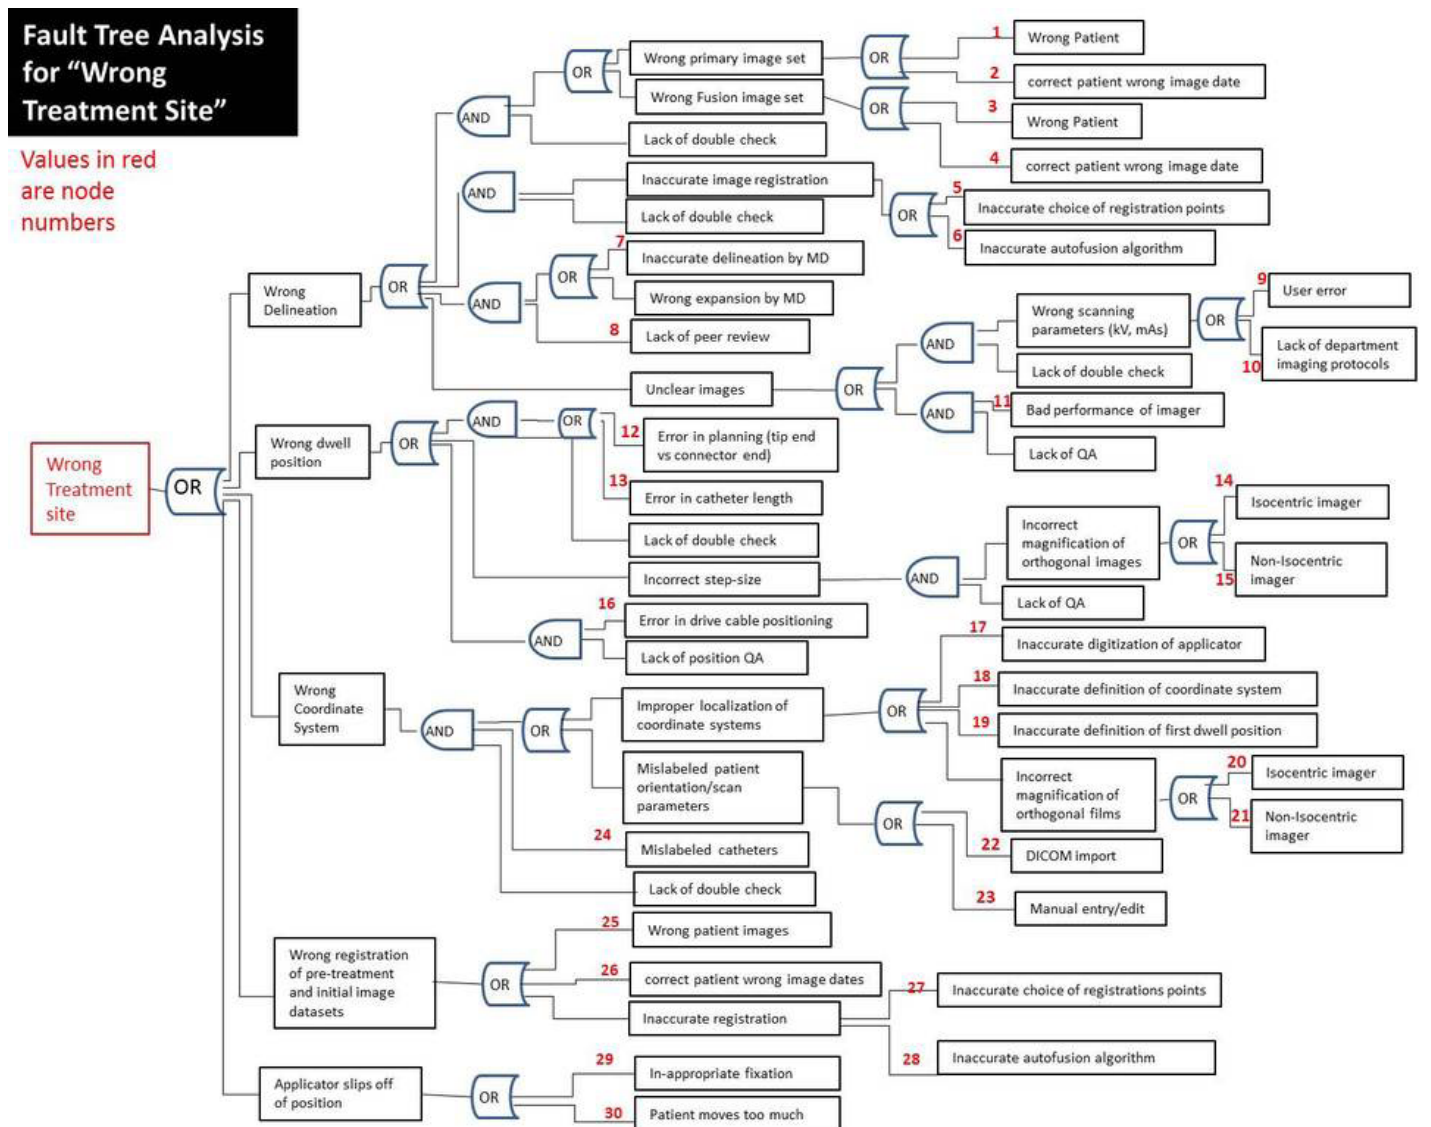 Fault Tree Analysis
for “Wrong
Treatment Site”
Values in red
are node
numbers
Wrong
Treatment
site
OR
Wrong
Delineation
OR
AND
OR
Wrong primary image set
OR
1
Wrong Patient
2
correct patient wrong image date
Wrong Fusion image set
OR
3
Wrong Patient
4
correct patient wrong image date
Lack of double check
AND
Inaccurate image registration
OR
5
Inaccurate choice of registration points
6
Inaccurate autofusion algorithm
Lack of double check
AND
OR
7
Inaccurate delineation by MD
Wrong expansion by MD
8
Lack of peer review
Unclear images
OR
AND
Wrong scanning
parameters (kV, mAs)
OR
9
User error
10
Lack of department
imaging protocols
Lack of double check
AND
11
Bad performance of imager
Lack of QA
Wrong dwell
position
OR
AND
OR
12
Error in planning (tip end
vs connector end)
13
Error in catheter length
Lack of double check
Incorrect step-size
AND
Incorrect
magnification of
orthogonal images
OR
14
Isocentric imager
15
Non-Isocentric
imager
Lack of QA
AND
16
Error in drive cable positioning
Lack of position QA
Wrong
Coordinate
System
AND
OR
Improper localization of
coordinate systems
OR
17
Inaccurate digitization of applicator
18
Inaccurate definition of coordinate system
19
Inaccurate definition of first dwell position
Incorrect
magnification of
orthogonal films
OR
20
Isocentric imager
21
Non-Isocentric
imager
Mislabeled patient
orientation/scan
parameters
OR
22
DICOM import
23
Manual entry/edit
24
Mislabeled catheters
Lack of double check
Wrong registration
of pre-treatment
and initial image
datasets
OR
25
Wrong patient images
26
correct patient wrong image dates
Inaccurate registration
27
Inaccurate choice of registrations points
28
Inaccurate autofusion algorithm
Applicator slips off
of position
OR
29
In-appropriate fixation
30
Patient moves too much